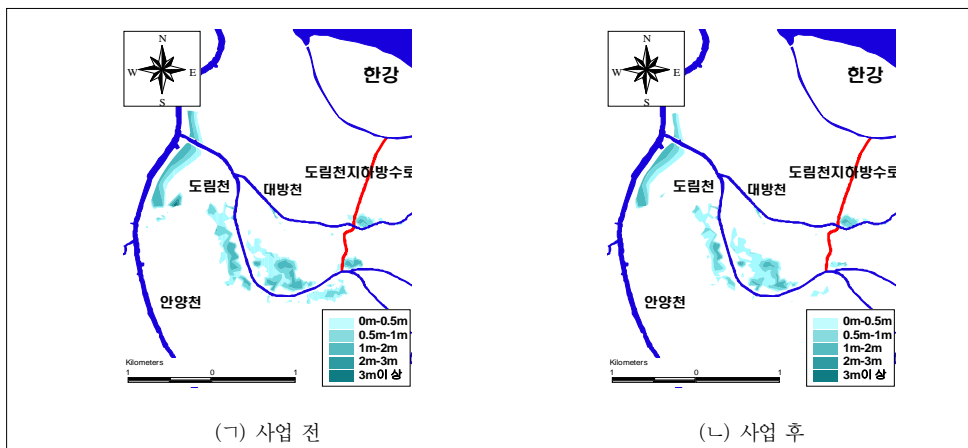 N
W E
S
한강
도림천지하방수로
도림천
대방천
안양천
0m-0.5m
0.5m-1m
1m-2m
2m-3m
3m이상
Kilometers
1 0 1
(ㄱ) 사업 전
N
W E
S
한강
도림천지하방수로
도림천
대방천
안양천
0m-0.5m
0.5m-1m
1m-2m
2m-3m
3m이상
Kilometers
1 0 1
(ㄴ) 사업 후